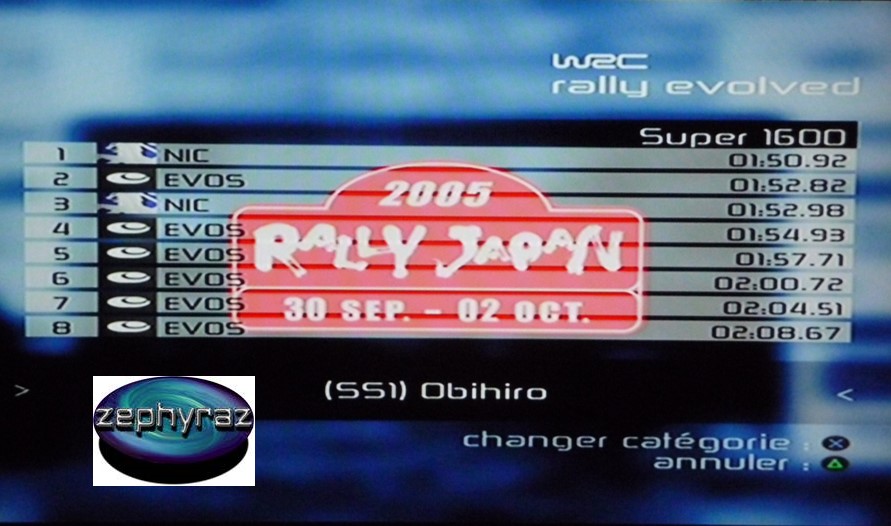 WRC
rally evolved
Super 1600
1 NIC 01:50.92
2 EVOS 01:52.82
3 NIC 01:52.98
4 EVOS 01:54.93
5 EVOS 01:57.71
6 EVOS 02:00.72
7 EVOS 02:04.51
8 EVOS 02:08.67
2005
RALLY JAPAN
30 SEP. - 02 OCT.
> (SS1) Obihiro <
zephyraz
changer catégorie :
annuler :